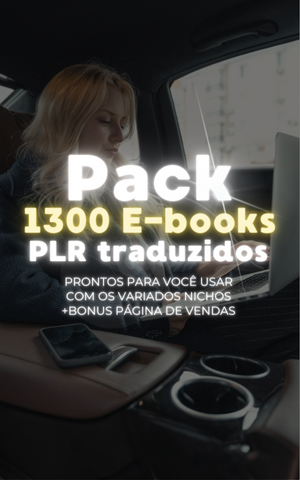 Pack
1300 E-books
PLR traduzidos
PRONTOS PARA VOCÊ USAR
COM OS VARIADOS NICHOS
+BONUS PÁGINA DE VENDAS